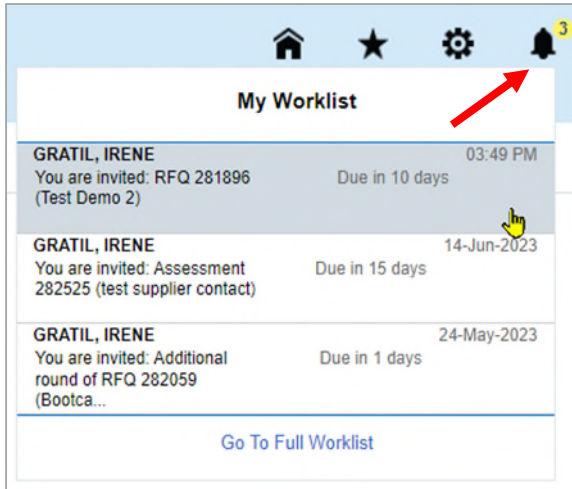 3
My Worklist
GRATIL, IRENE 03:49 PM
You are invited: RFQ 281896 Due in 10 days
(Test Demo 2)
GRATIL, IRENE 14-Jun-2023
You are invited: Assessment Due in 15 days
282525 (test supplier contact)
GRATIL, IRENE 24-May-2023
You are invited: Additional Due in 1 days
round of RFQ 282059
(Bootca...
Go To Full Worklist